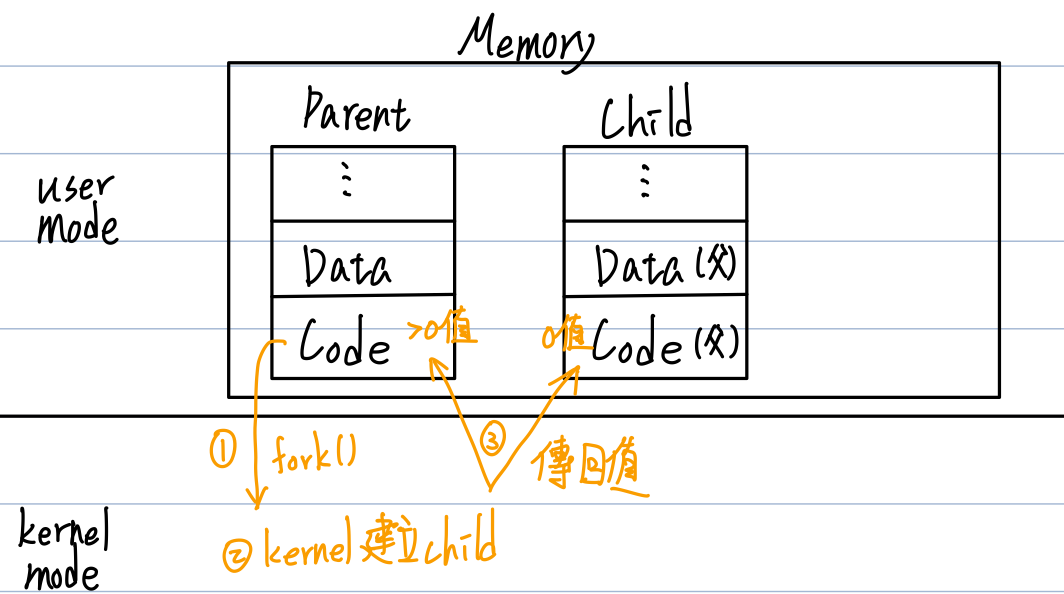 Memory
Parent
Child
user
mode
⋮
⋮
Data
Data (父)
Code
>0值
0值
Code (父)
①
fork()
③
傳回值
kernel
mode
② kernel 建立 child